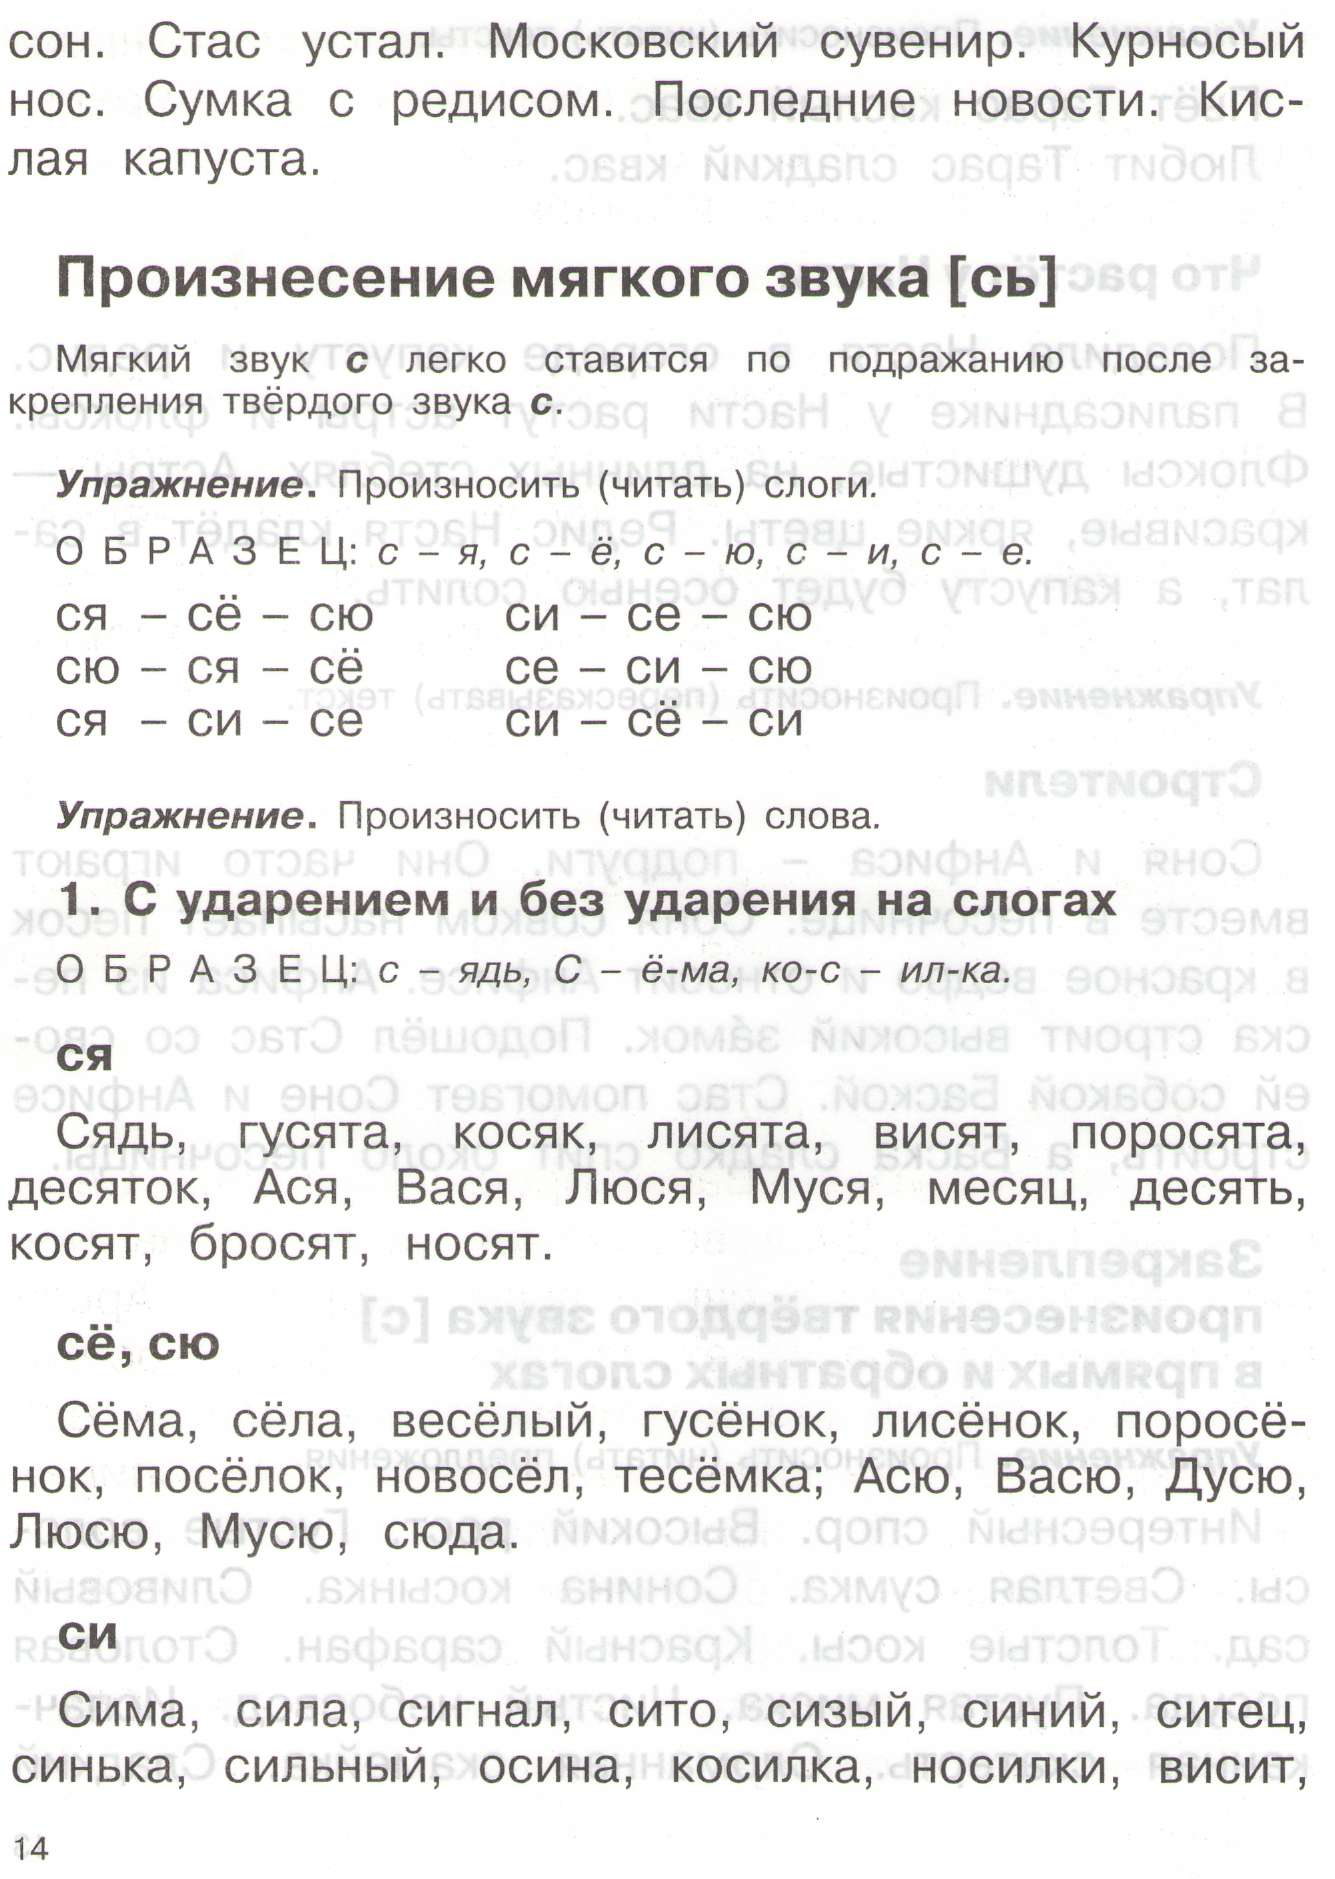 сон. Стас устал. Московский сувенир. Курносый
нос. Сумка с редисом. Последние новости. Кис-
лая капуста.
Произнесение мягкого звука [сь]
Мягкий звук с легко ставится по подражанию после за-
крепления твёрдого звука с.
Упражнение. Произносить (читать) слоги.
О Б Р А З Е Ц: с – я, с – ё, с – ю, с – и, с – е.
ся – сё – сю си – се – сю
сю – ся – сё се – си – сю
ся – си – се си – сё – си
Упражнение. Произносить (читать) слова.
1. С ударением и без ударения на слогах
О Б Р А З Е Ц: с – ядь, С – ё-ма, ко-с – ил-ка.
ся
Сядь, гусята, косяк, лисята, висят, поросята,
десяток, Ася, Вася, Люся, Муся, месяц, десять,
косят, бросят, носят.
сё, сю
Сёма, сёла, весёлый, гусёнок, лисёнок, поросё-
нок, посёлок, новосёл, тесёмка; Асю, Васю, Дусю,
Люсю, Мусю, сюда.
си
Сима, сила, сигнал, сито, сизый, синий, ситец,
синька, сильный, осина, косилка, носилки, висит,
14